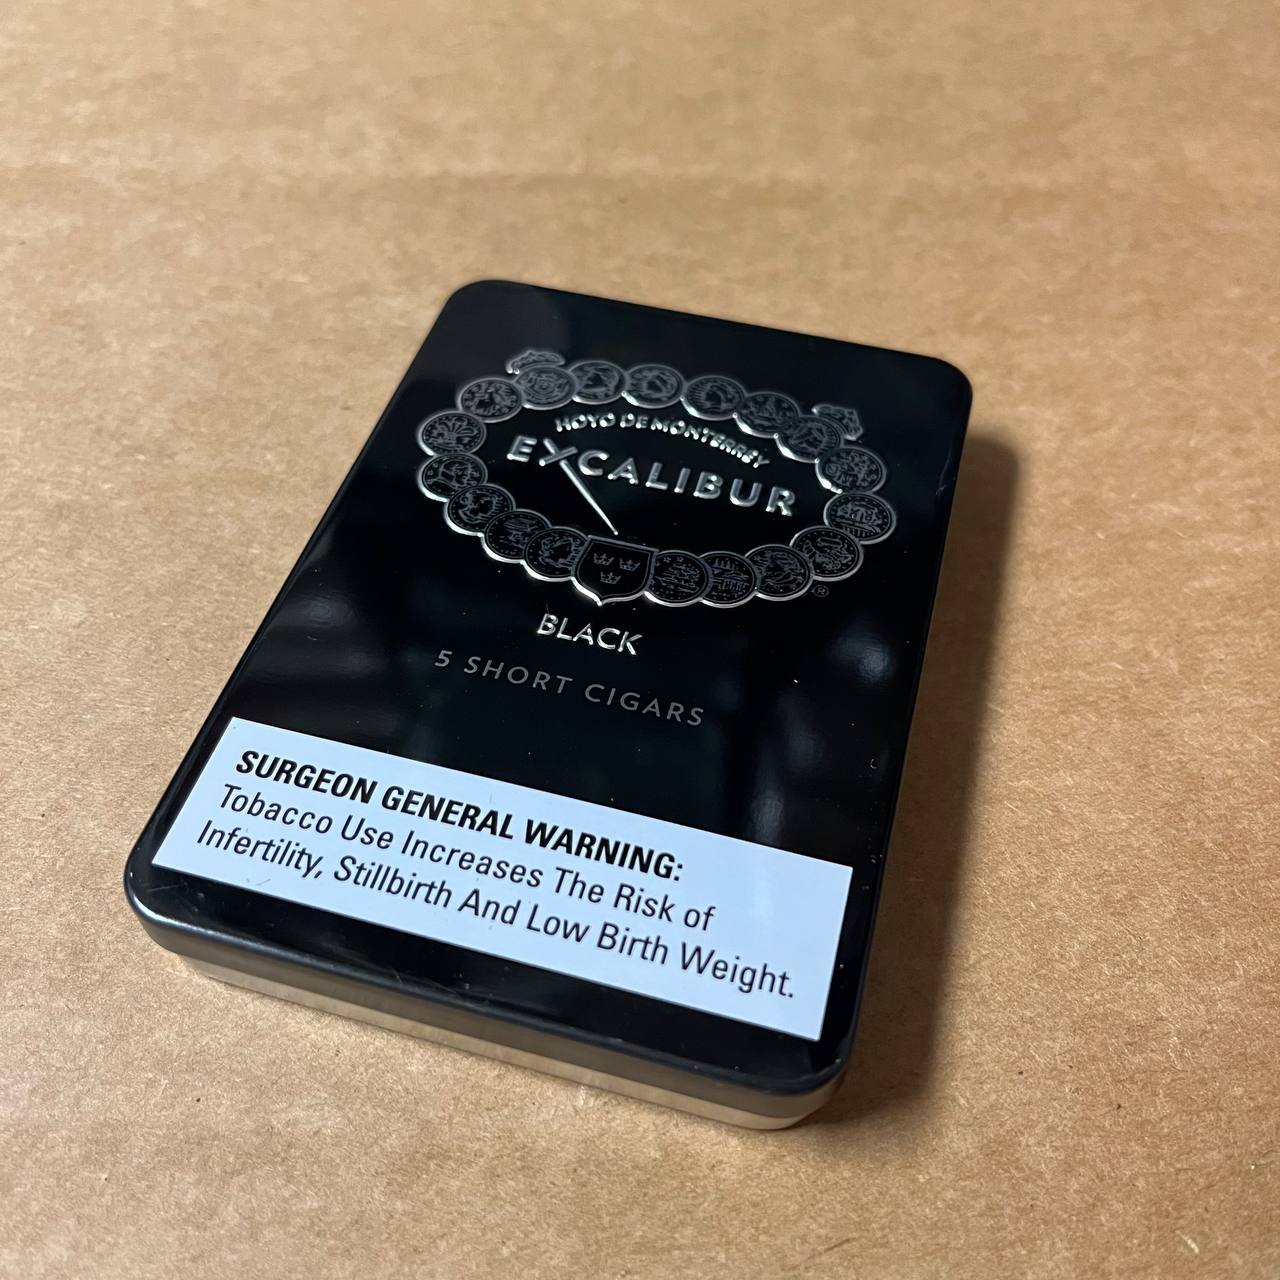 HOYO DE MONTERREY
EXCALIBUR
®
BLACK
5 SHORT CIGARS
SURGEON GENERAL WARNING:
Tobacco Use Increases The Risk of
Infertility, Stillbirth And Low Birth Weight.